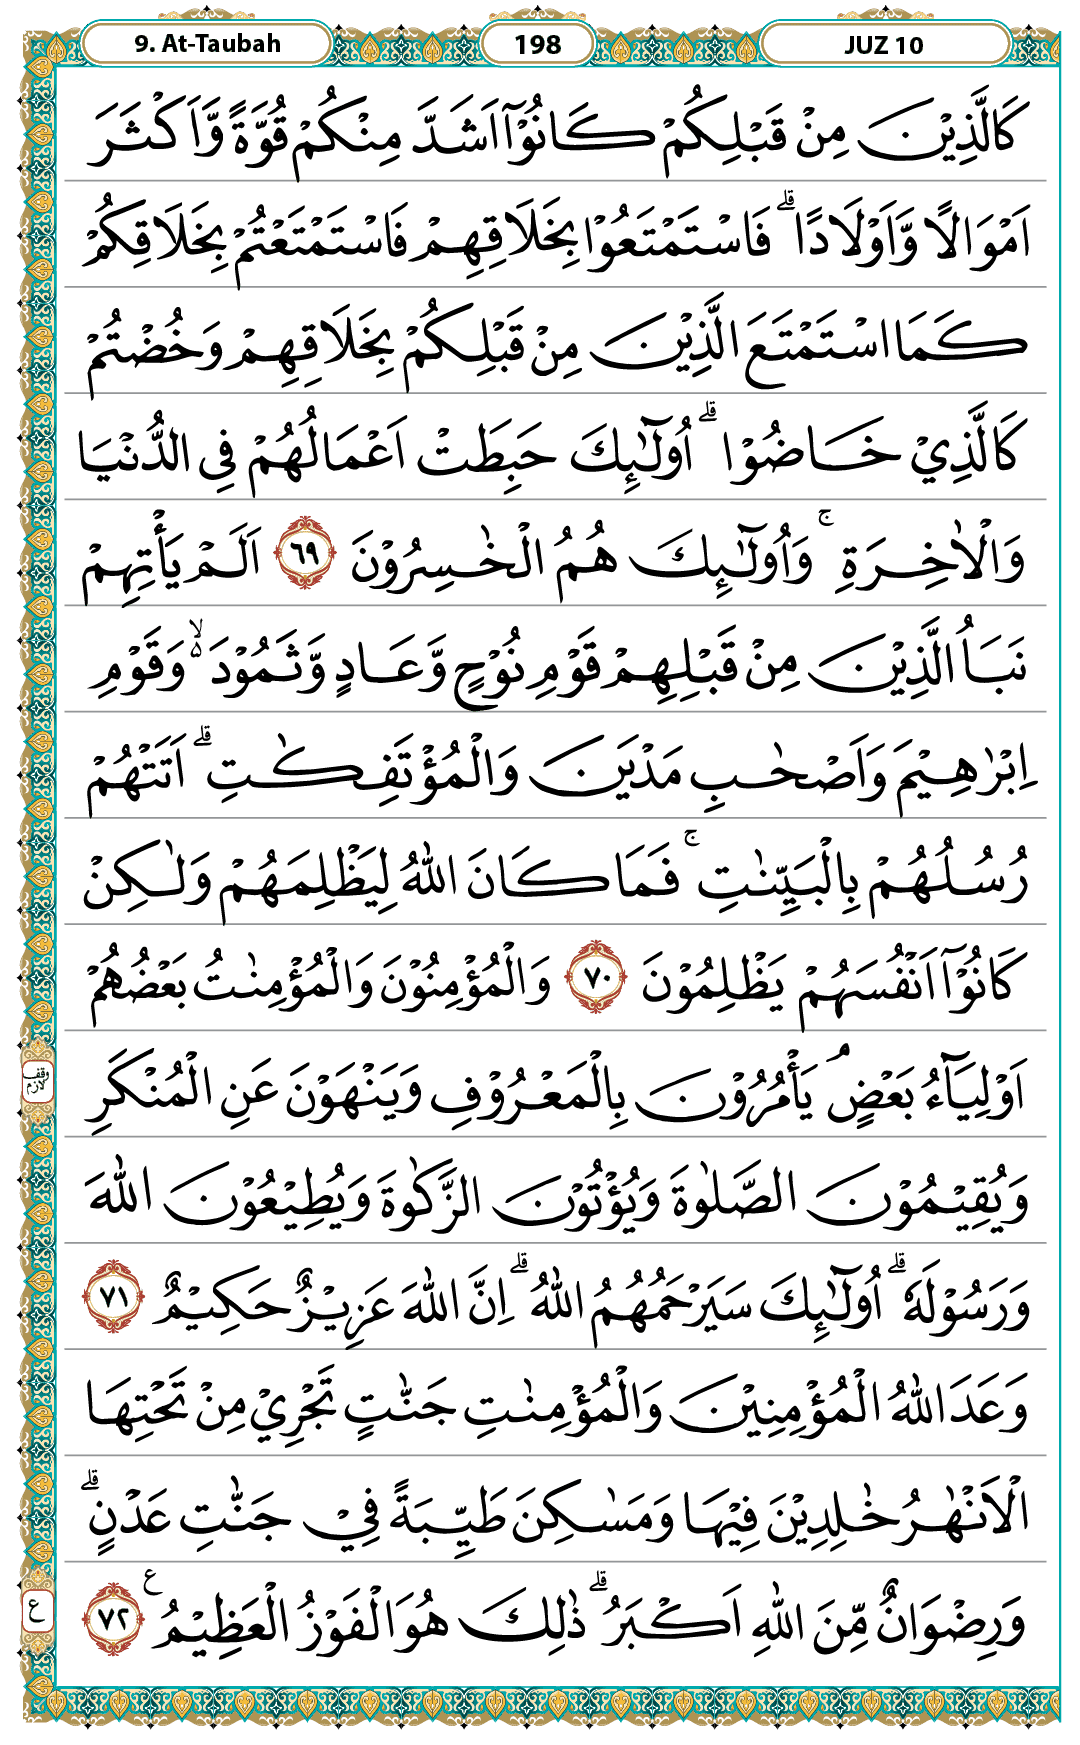 9. At-Taubah
198
JUZ 10
كَالَّذِيْنَ مِنْ قَبْلِكُمْ كَانُوْٓا اَشَدَّ مِنْكُمْ قُوَّةً وَّاَكْثَرَ
اَمْوَالًا وَّاَوْلَادًاۗ فَاسْتَمْتَعُوْا بِخَلَاقِهِمْ فَاسْتَمْتَعْتُمْ بِخَلَاقِكُمْ
كَمَا اسْتَمْتَعَ الَّذِيْنَ مِنْ قَبْلِكُمْ بِخَلَاقِهِمْ وَخُضْتُمْ
كَالَّذِيْ خَاضُوْاۗ اُولٰۤىِٕكَ حَبِطَتْ اَعْمَالُهُمْ فِى الدُّنْيَا
وَالْاٰخِرَةِۚ وَاُولٰۤىِٕكَ هُمُ الْخٰسِرُوْنَ ٦٩ اَلَمْ يَأْتِهِمْ
نَبَاُ الَّذِيْنَ مِنْ قَبْلِهِمْ قَوْمِ نُوْحٍ وَّعَادٍ وَّثَمُوْدَ ەۙ وَقَوْمِ
اِبْرٰهِيْمَ وَاَصْحٰبِ مَدْيَنَ وَالْمُؤْتَفِكٰتِۗ اَتَتْهُمْ
رُسُلُهُمْ بِالْبَيِّنٰتِۚ فَمَا كَانَ اللّٰهُ لِيَظْلِمَهُمْ وَلٰكِنْ
كَانُوْٓا اَنْفُسَهُمْ يَظْلِمُوْنَ ٧٠ وَالْمُؤْمِنُوْنَ وَالْمُؤْمِنٰتُ بَعْضُهُمْ
اَوْلِيَاۤءُ بَعْضٍۘ يَأْمُرُوْنَ بِالْمَعْرُوْفِ وَيَنْهَوْنَ عَنِ الْمُنْكَرِ
وقف لازم
وَيُقِيْمُوْنَ الصَّلٰوةَ وَيُؤْتُوْنَ الزَّكٰوةَ وَيُطِيْعُوْنَ اللّٰهَ
وَرَسُوْلَهٗۗ اُولٰۤىِٕكَ سَيَرْحَمُهُمُ اللّٰهُۗ اِنَّ اللّٰهَ عَزِيْزٌ حَكِيْمٌ ٧١
وَعَدَ اللّٰهُ الْمُؤْمِنِيْنَ وَالْمُؤْمِنٰتِ جَنّٰتٍ تَجْرِيْ مِنْ تَحْتِهَا
الْاَنْهٰرُ خٰلِدِيْنَ فِيْهَا وَمَسٰكِنَ طَيِّبَةً فِيْ جَنّٰتِ عَدْنٍۗ
وَرِضْوَانٌ مِّنَ اللّٰهِ اَكْبَرُۗ ذٰلِكَ هُوَ الْفَوْزُ الْعَظِيْمُ ع ٧٢
ع